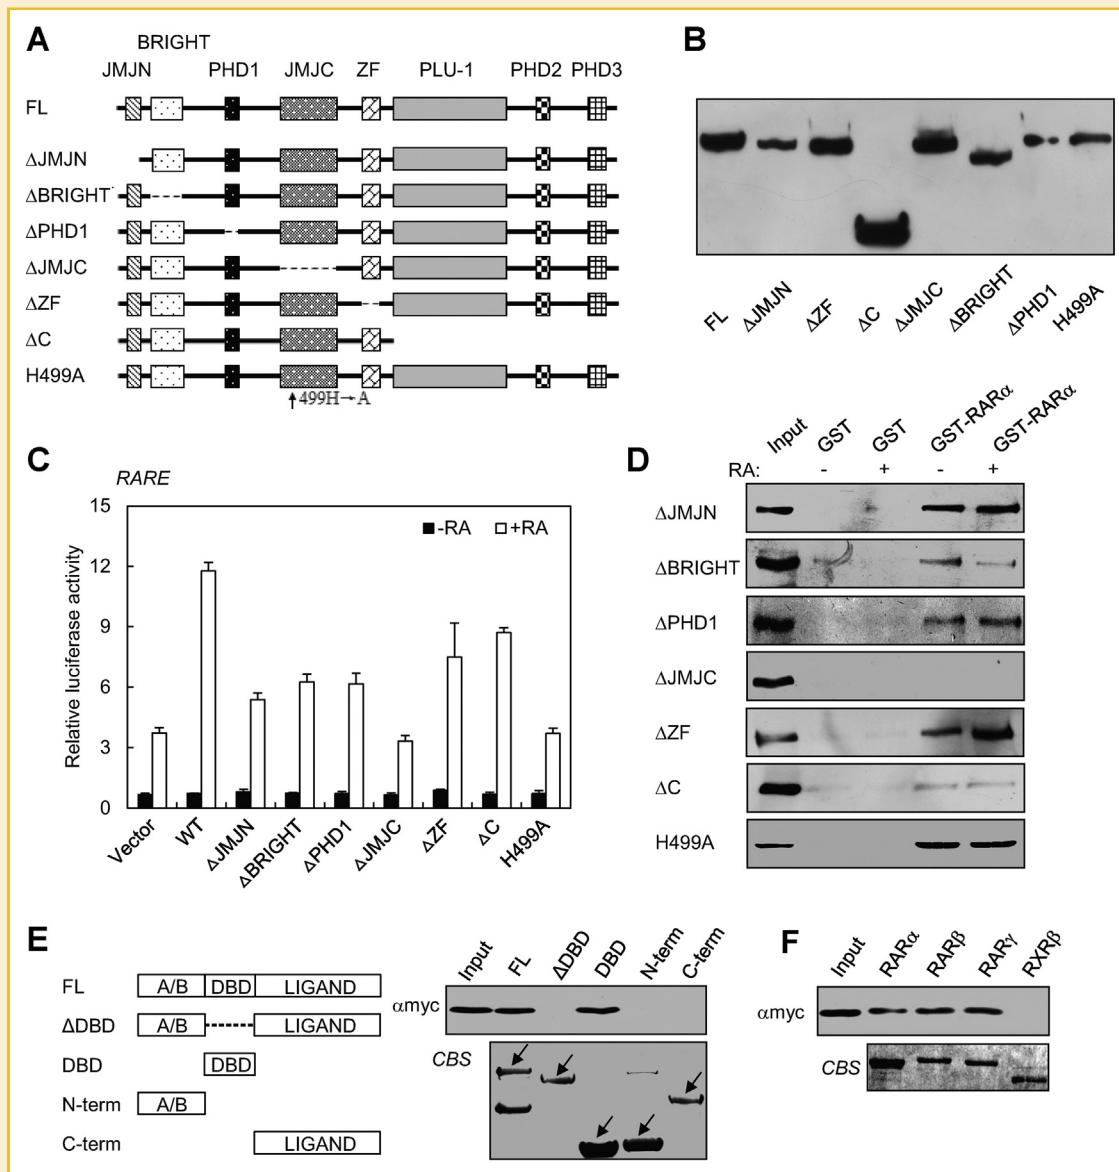 A
BRIGHT
JMJN PHD1 JMJC ZF PLU-1 PHD2 PHD3
FL
ΔJMJN
ΔBRIGHT
ΔPHD1
ΔJMJC
ΔZF
ΔC
H499A
499H→A
B
FL ΔJMJN ΔZF ΔC ΔJMJC ΔBRIGHT ΔPHD1 H499A
C
RARE
Relative luciferase activity
15
12
9
6
3
0
-RA +RA
Vector WT ΔJMJN ΔBRIGHT ΔPHD1 ΔJMJC ΔZF ΔC H499A
D
Input GST GST GST-RARα GST-RARα
RA: - + - +
ΔJMJN
ΔBRIGHT
ΔPHD1
ΔJMJC
ΔZF
ΔC
H499A
E
FL A/B DBD LIGAND
ΔDBD A/B LIGAND
DBD DBD
N-term A/B
C-term LIGAND
Input FL ΔDBD DBD N-term C-term
αmyc
CBS
F
Input RARα RARβ RARγ RXRβ
αmyc
CBS